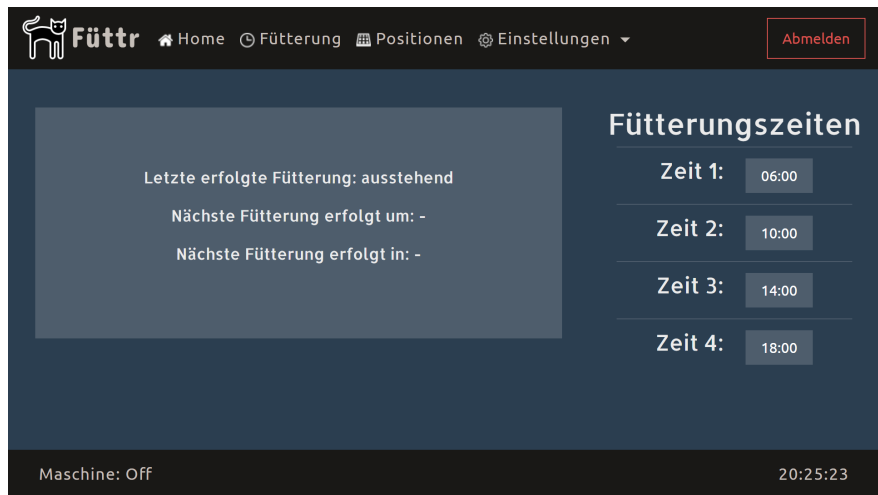 Füttr Home Fütterung Positionen Einstellungen Abmelden
Letzte erfolgte Fütterung: ausstehend
Nächste Fütterung erfolgt um: -
Nächste Fütterung erfolgt in: -
Fütterungszeiten
Zeit 1: 06:00
Zeit 2: 10:00
Zeit 3: 14:00
Zeit 4: 18:00
Maschine: Off 20:25:23